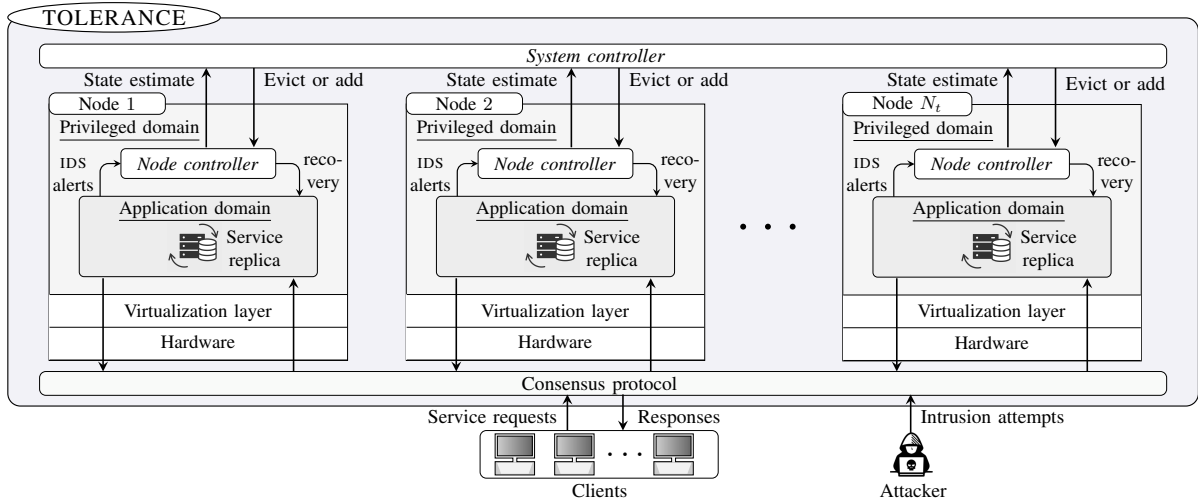 TOLERANCE
System controller
State estimate
Evict or add
State estimate
Evict or add
State estimate
Evict or add
Node 1
Privileged domain
Node controller
IDS
alerts
reco-
very
Application domain
Service
replica
Virtualization layer
Hardware
Node 2
Privileged domain
Node controller
IDS
alerts
reco-
very
Application domain
Service
replica
Virtualization layer
Hardware
. . .
Node Nₜ
Privileged domain
Node controller
IDS
alerts
reco-
very
Application domain
Service
replica
Virtualization layer
Hardware
Consensus protocol
Service requests
Responses
Intrusion attempts
. . .
Clients
Attacker